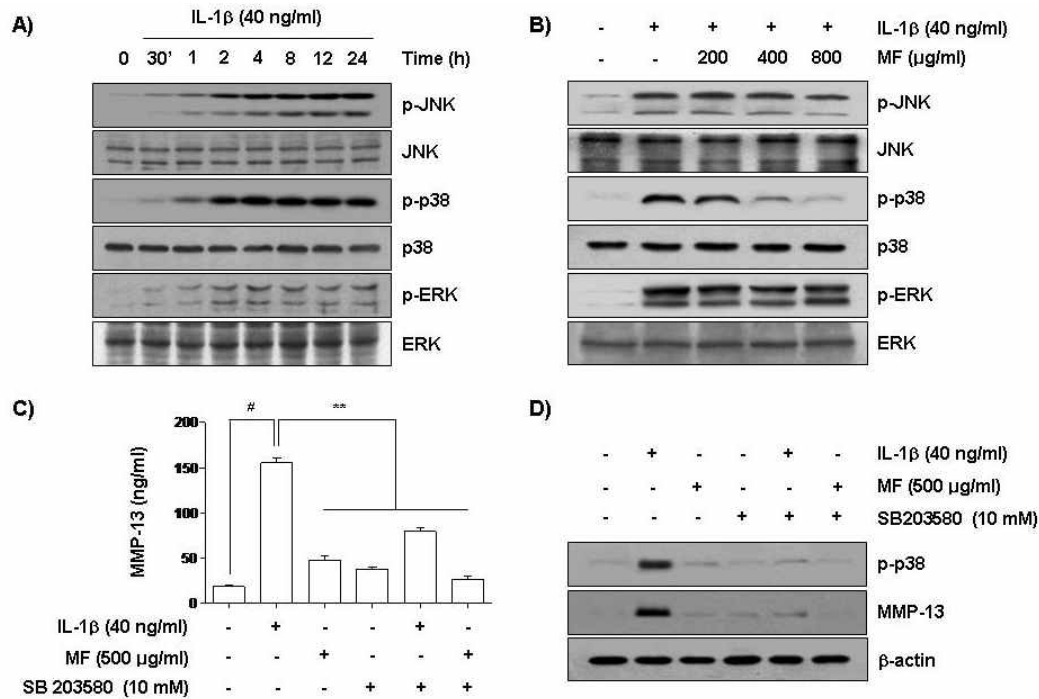 A)
IL-1β (40 ng/ml)
0 30' 1 2 4 8 12 24 Time (h)
p-JNK
JNK
p-p38
p38
p-ERK
ERK
B)
- + + + + IL-1β (40 ng/ml)
- - 200 400 800 MF (µg/ml)
p-JNK
JNK
p-p38
p38
p-ERK
ERK
C)
# **
MMP-13 (ng/ml)
200
150
100
50
0
IL-1β (40 ng/ml) - + - - + -
MF (500 µg/ml) - - + - - +
SB 203580 (10 mM) - - - + + +
D)
- + - - + - IL-1β (40 ng/ml)
- - + - - + MF (500 µg/ml)
- - - + + + SB203580 (10 mM)
p-p38
MMP-13
β-actin